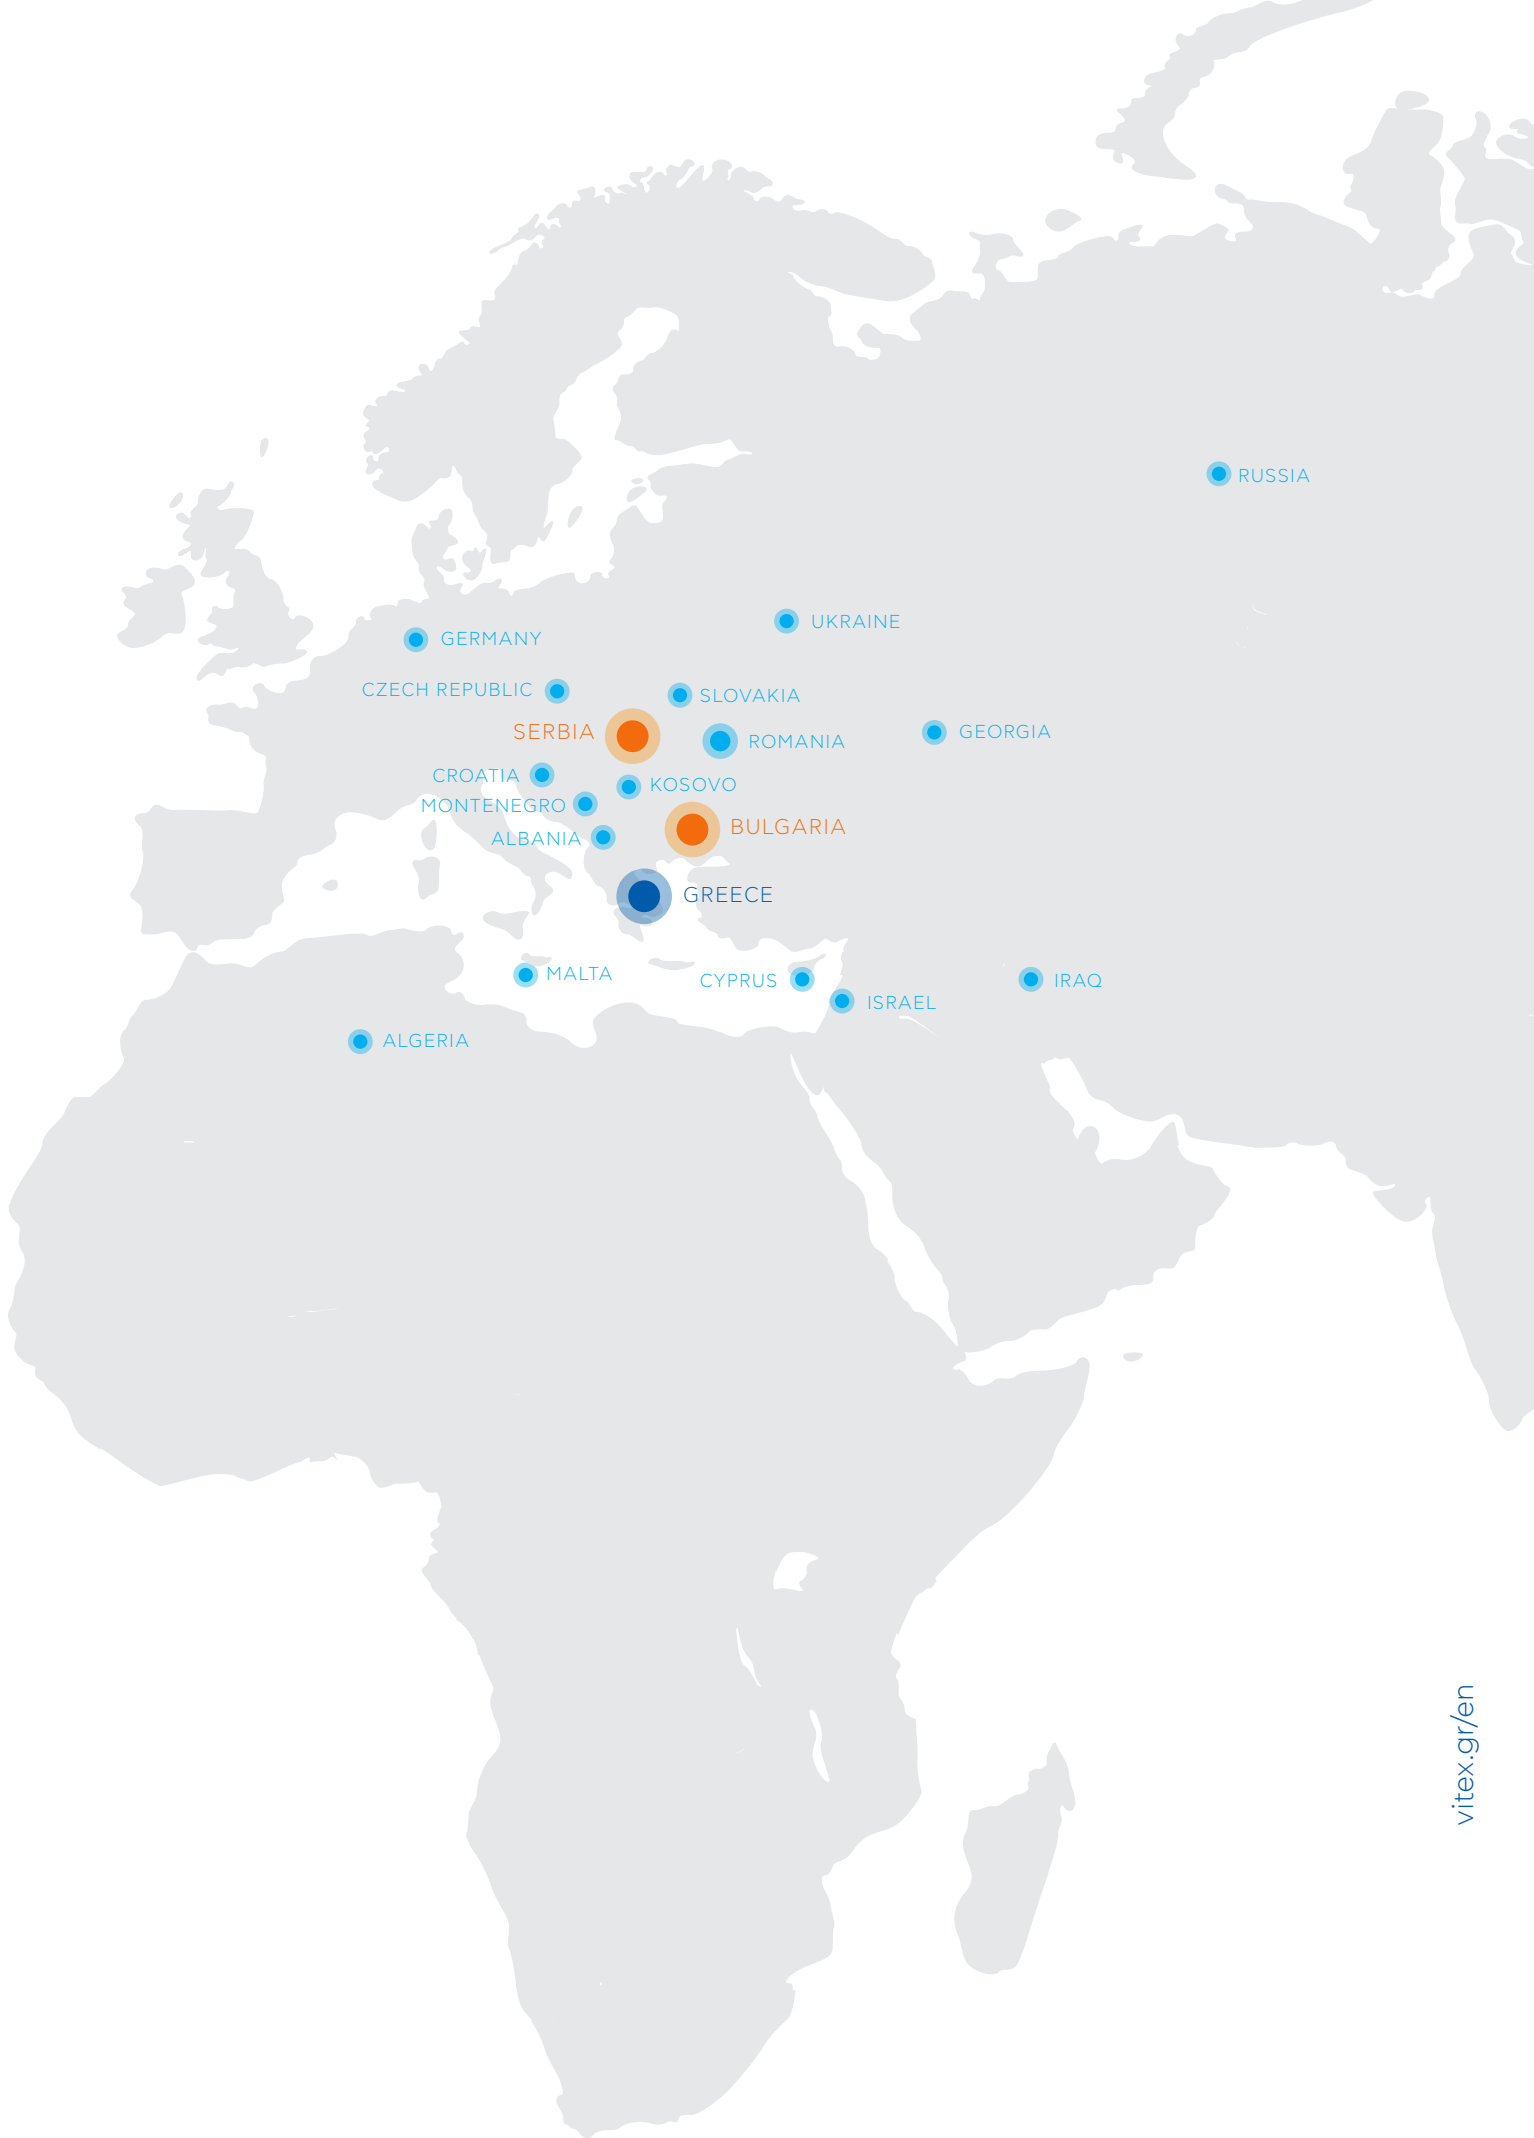 RUSSIA
UKRAINE
GERMANY
CZECH REPUBLIC
SLOVAKIA
SERBIA
ROMANIA
GEORGIA
CROATIA
KOSOVO
MONTENEGRO
BULGARIA
ALBANIA
GREECE
MALTA
CYPRUS
IRAQ
ISRAEL
ALGERIA
vitex.gr/en